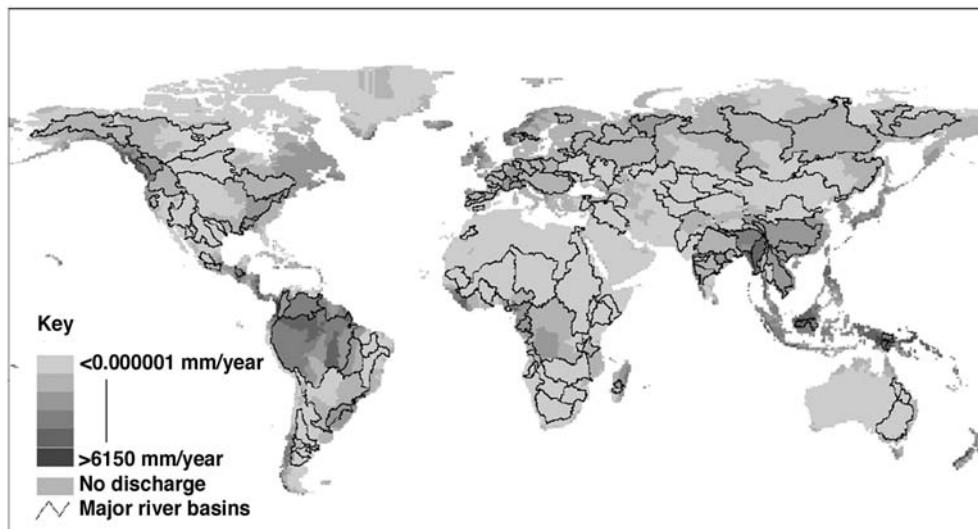 Key
<0.000001 mm/year
>6150 mm/year
No discharge
Major river basins